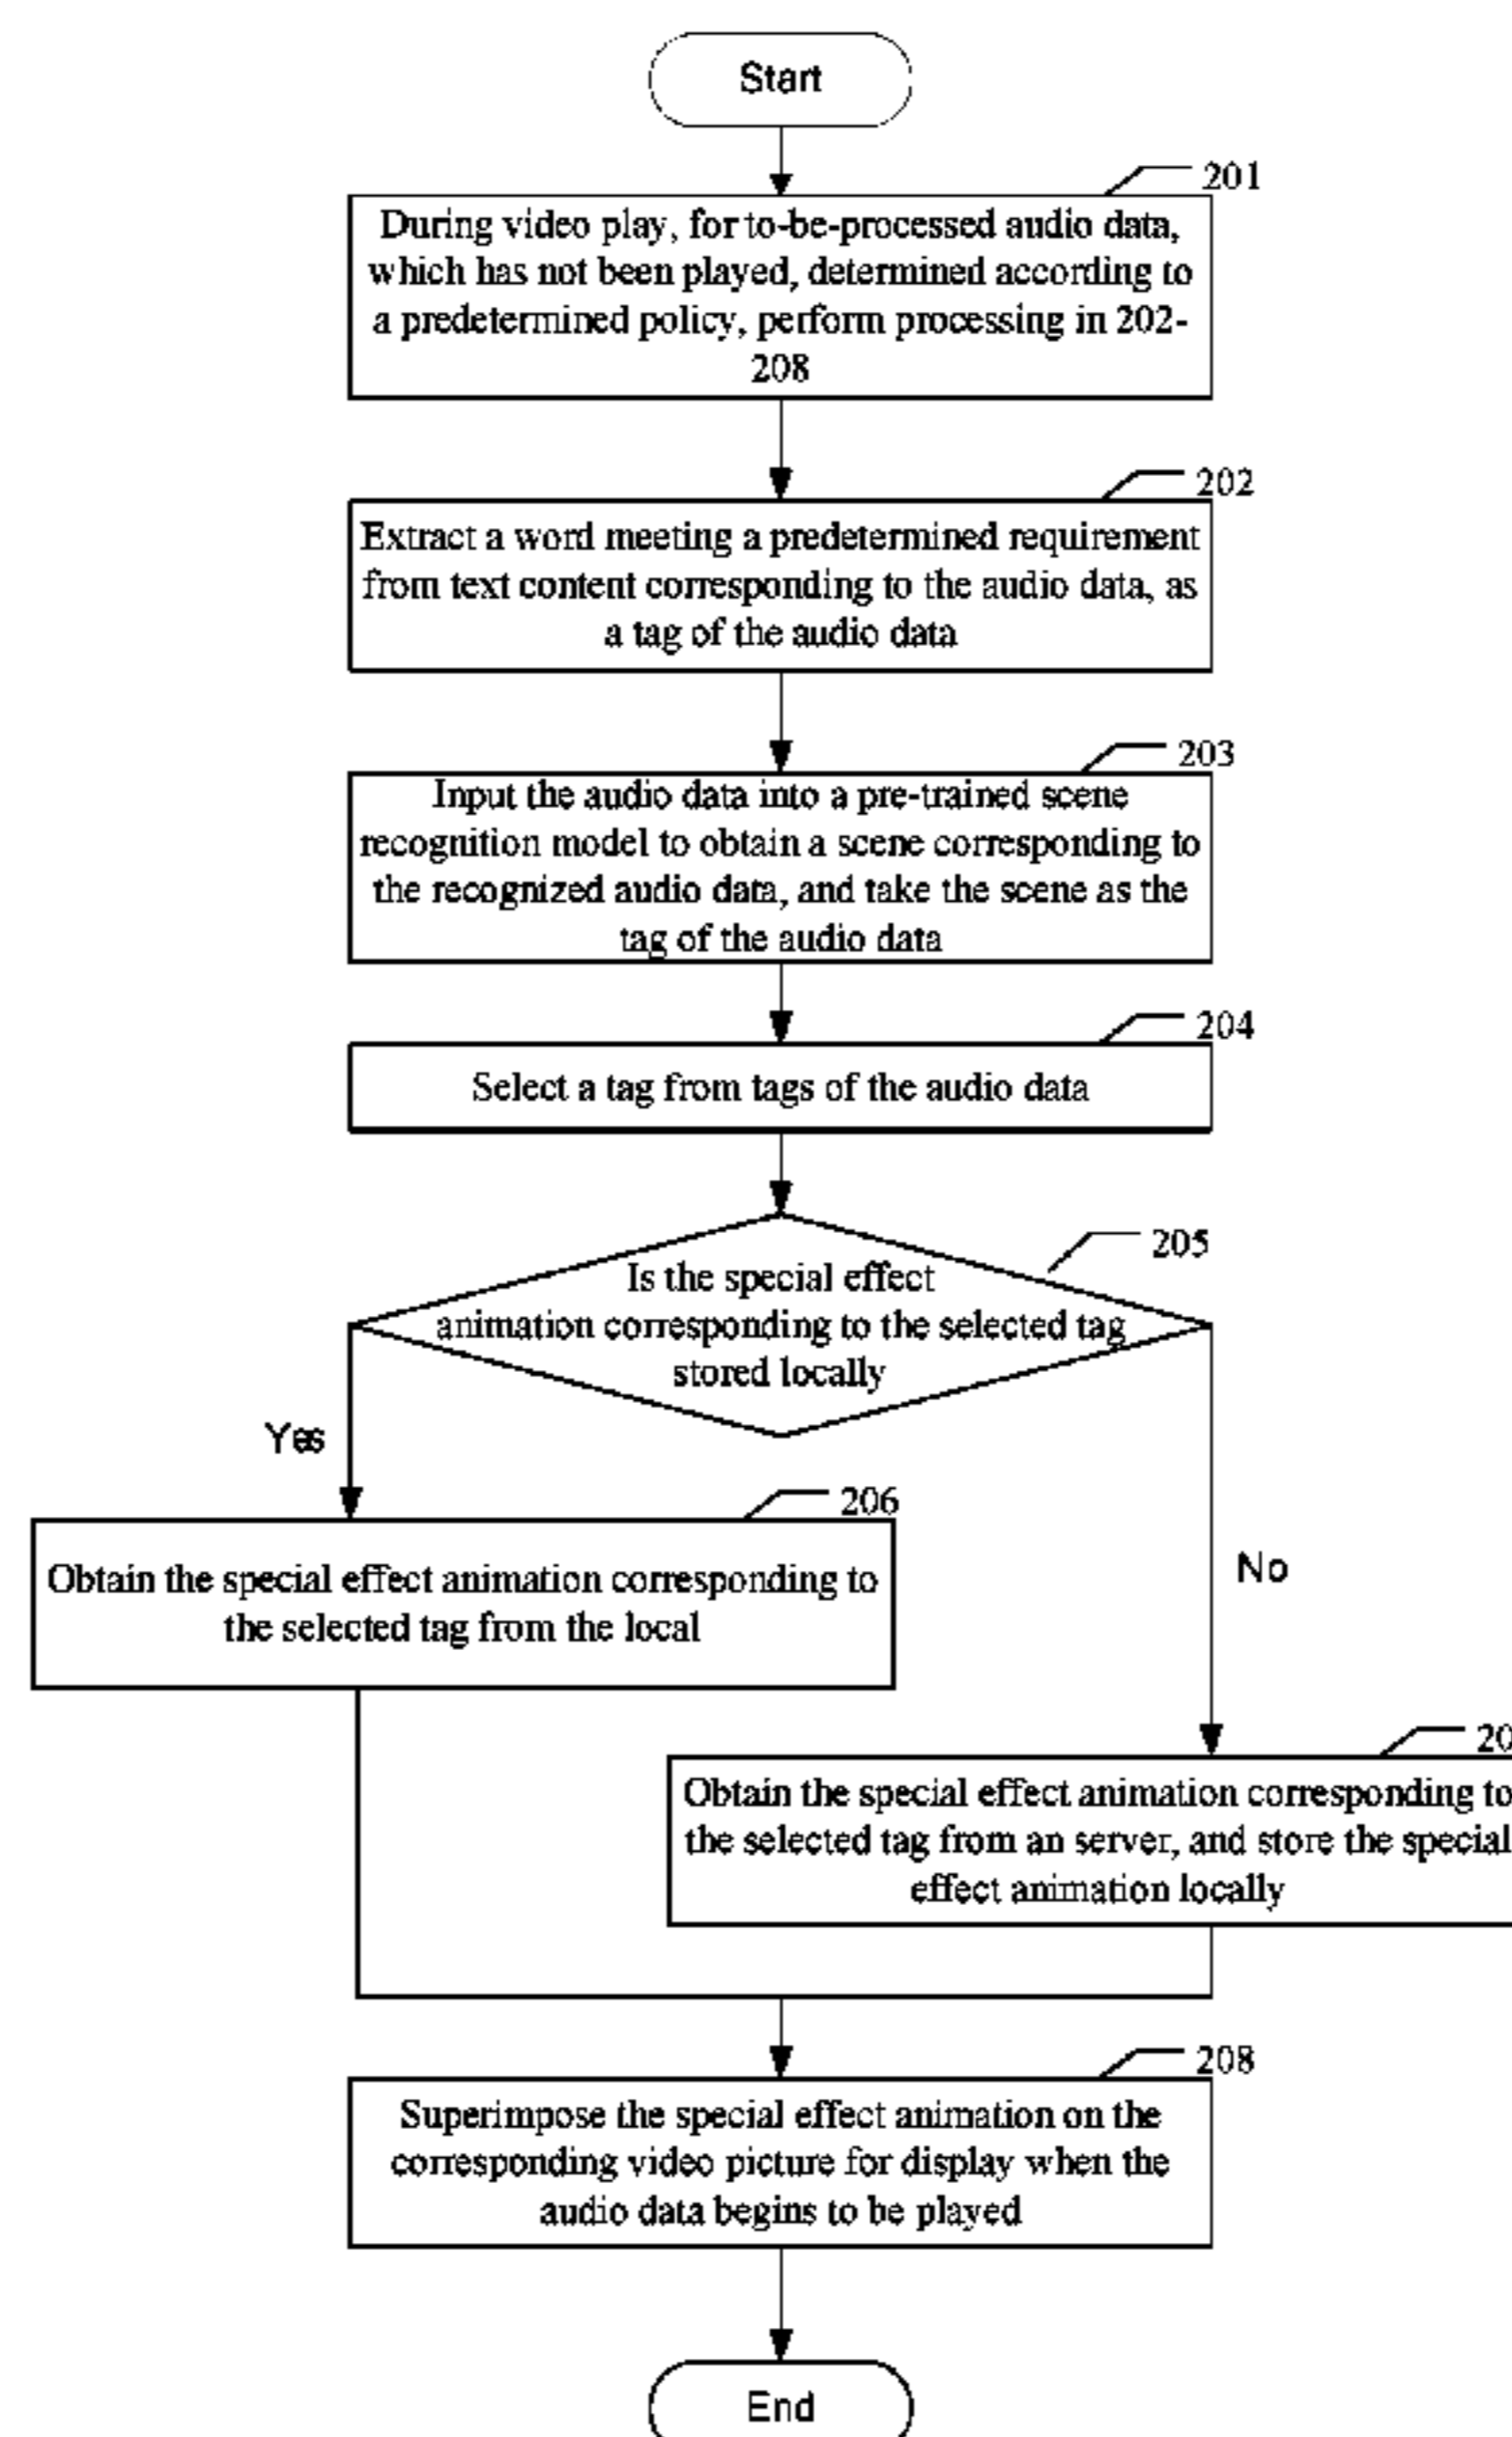 Start
201
During video play, for to-be-processed audio data,
which has not been played, determined according to
a predetermined policy, perform processing in 202-
208
202
Extract a word meeting a predetermined requirement
from text content corresponding to the audio data, as
a tag of the audio data
203
Input the audio data into a pre-trained scene
recognition model to obtain a scene corresponding to
the recognized audio data, and take the scene as the
tag of the audio data
204
Select a tag from tags of the audio data
205
Is the special effect
animation corresponding to the selected tag
stored locally
Yes
206
Obtain the special effect animation corresponding to
the selected tag from the local
No
20
Obtain the special effect animation corresponding to
the selected tag from an server, and store the special
effect animation locally
208
Superimpose the special effect animation on the
corresponding video picture for display when the
audio data begins to be played
End